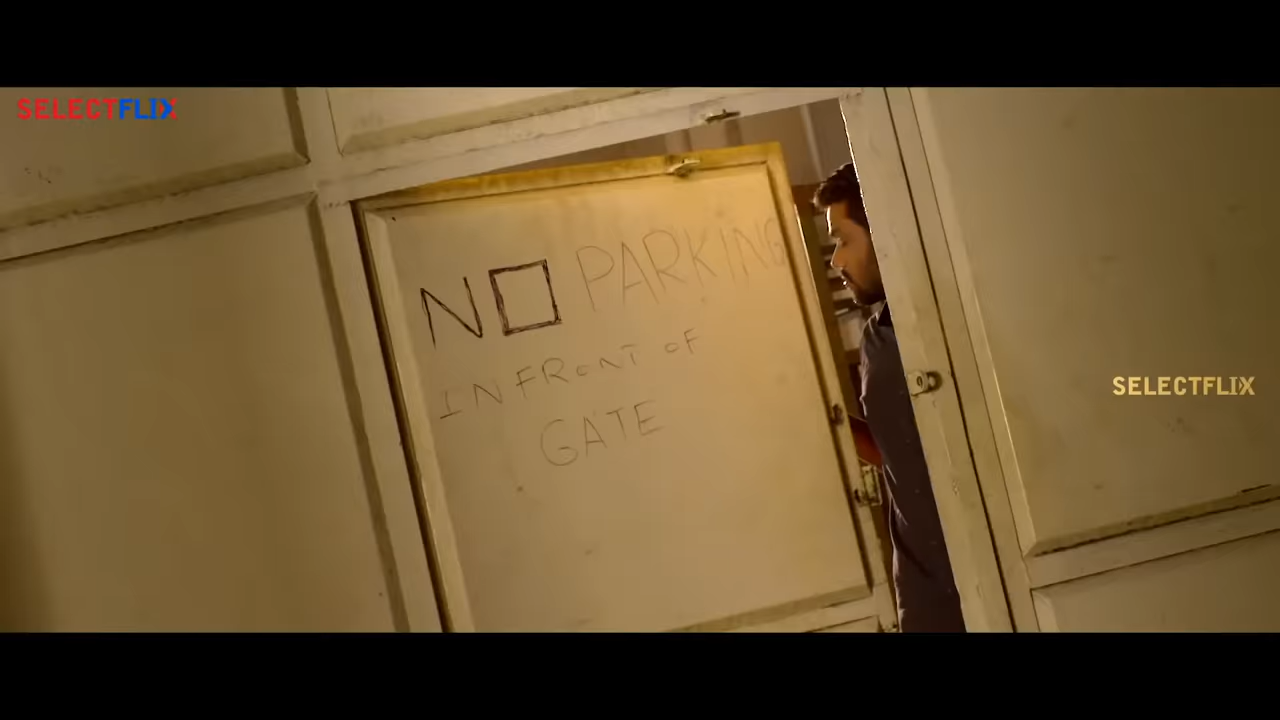 SELECTFLIX
NO PARKING
IN FRONT OF
GATE
SELECTFLIX